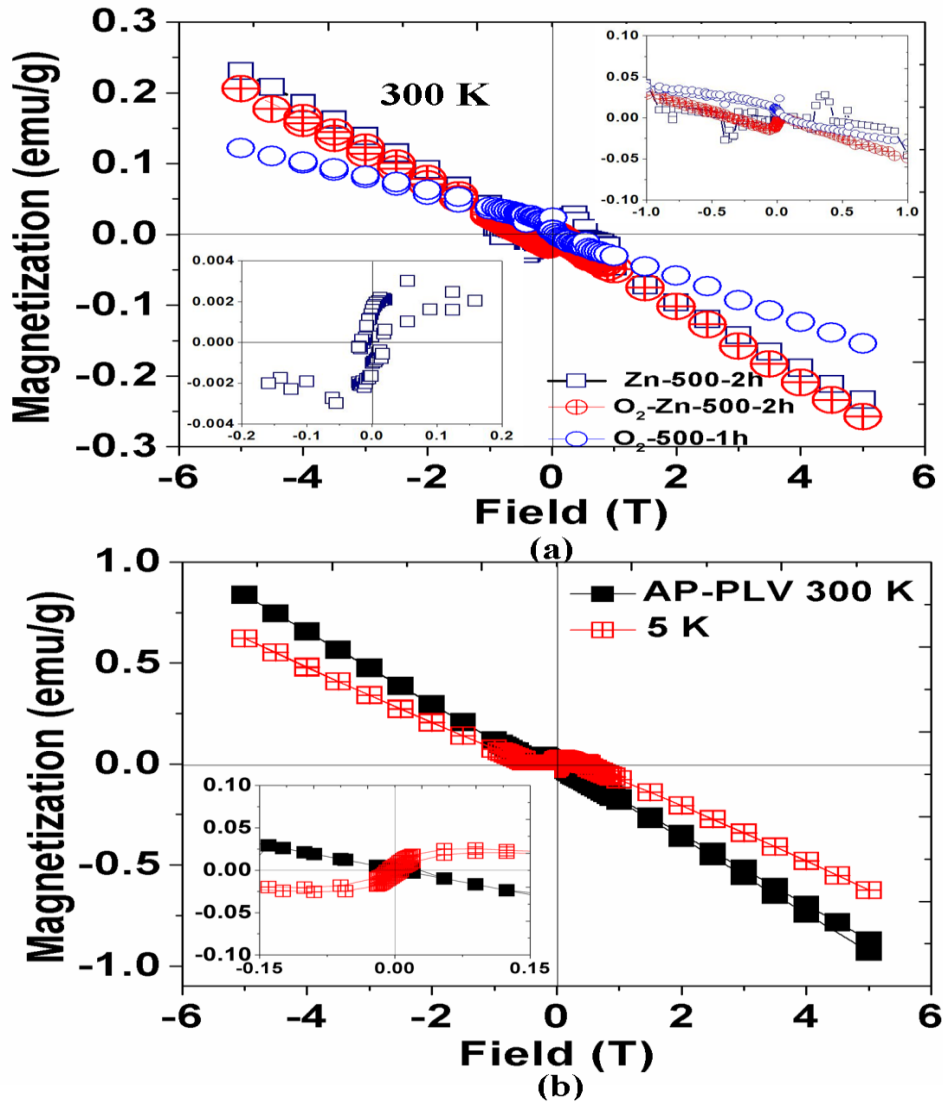 0.3
0.2
0.1
0.0
-0.1
-0.2
-0.3
Magnetization (emu/g)
300 K
0.10
0.05
0.00
-0.05
-0.10
-1.0 -0.5 0.0 0.5 1.0
0.004
0.002
0.000
-0.002
-0.004
-0.2 -0.1 0.0 0.1 0.2
Zn-500-2h
O₂-Zn-500-2h
O₂-500-1h
-6 -4 -2 0 2 4 6
Field (T)
(a)
1.0
0.5
0.0
-0.5
-1.0
Magnetization (emu/g)
AP-PLV 300 K
5 K
0.10
0.05
0.00
-0.05
-0.10
-0.15 0.00 0.15
-6 -4 -2 0 2 4 6
Field (T)
(b)